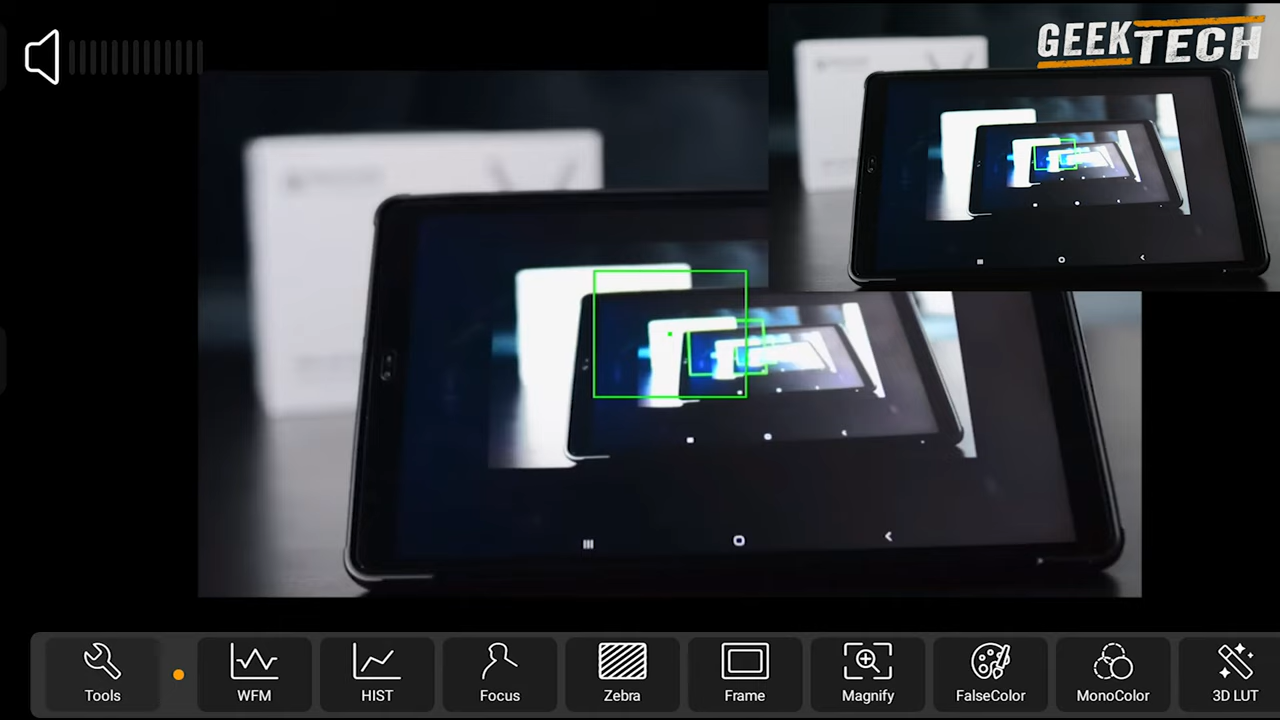 GEEKTECH
Tools
WFM
HIST
Focus
Zebra
Frame
Magnify
FalseColor
MonoColor
3D LUT